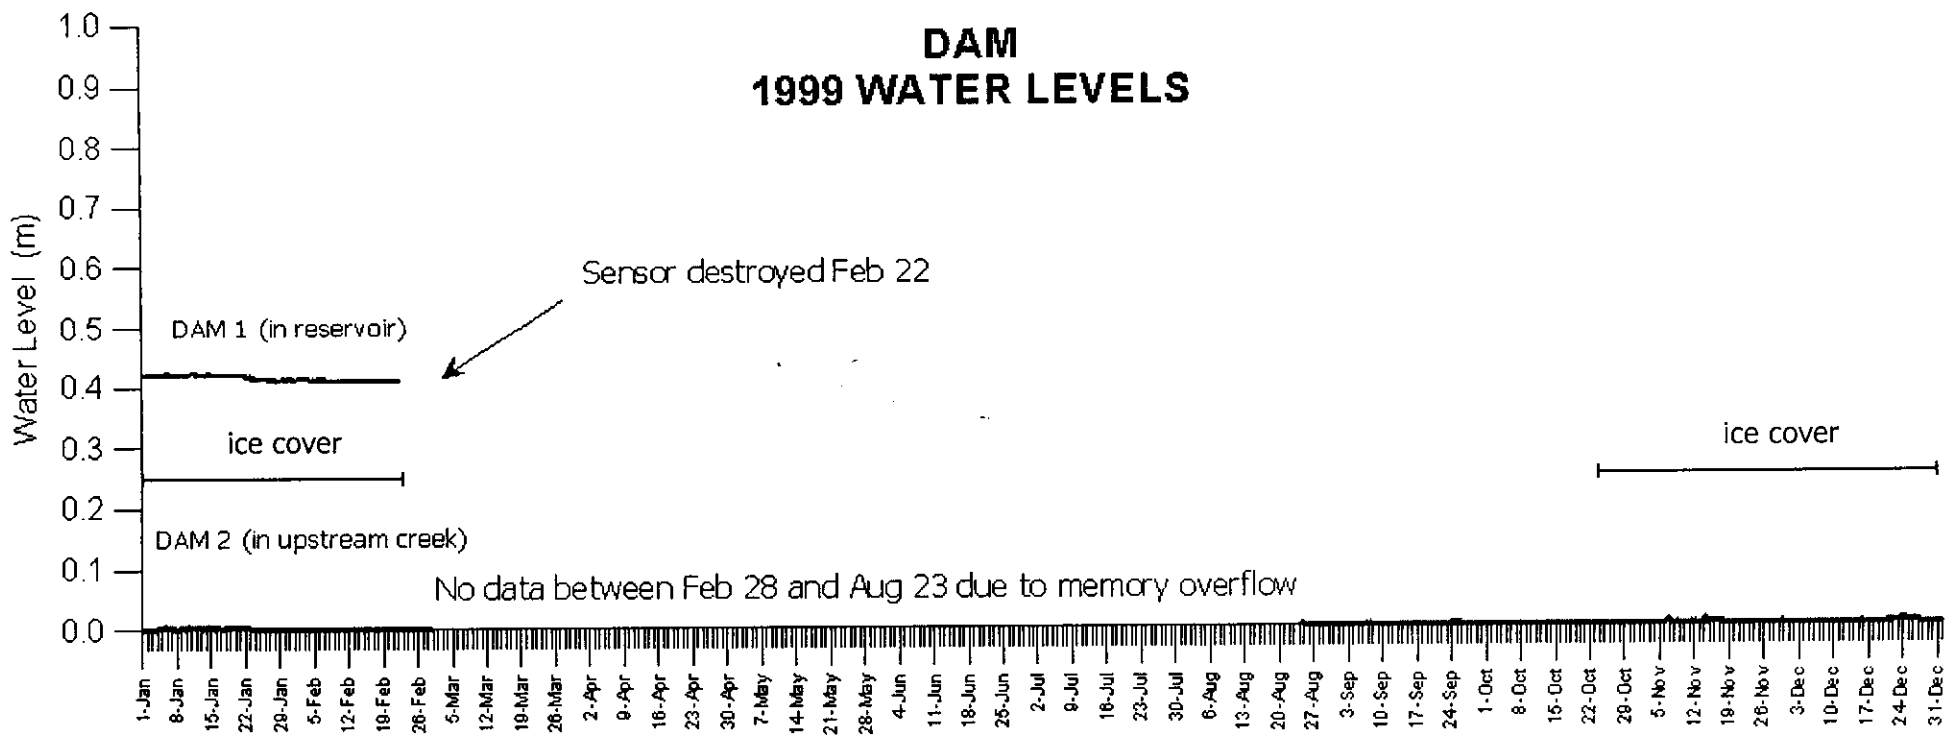 DAM
1999 WATER LEVELS
Water Level (m)
1.0
0.9
0.8
0.7
0.6
0.5
0.4
0.3
0.2
0.1
0.0
Sensor destroyed Feb 22
DAM 1 (in reservoir)
ice cover
ice cover
DAM 2 (in upstream creek)
No data between Feb 28 and Aug 23 due to memory overflow
1-Jan
8-Jan
15-Jan
22-Jan
29-Jan
5-Feb
12-Feb
19-Feb
26-Feb
5-Mar
12-Mar
19-Mar
26-Mar
2-Apr
9-Apr
16-Apr
23-Apr
30-Apr
7-May
14-May
21-May
28-May
4-Jun
11-Jun
18-Jun
25-Jun
2-Jul
9-Jul
16-Jul
23-Jul
30-Jul
6-Aug
13-Aug
20-Aug
27-Aug
3-Sep
10-Sep
17-Sep
24-Sep
1-Oct
8-Oct
15-Oct
22-Oct
29-Oct
5-Nov
12-Nov
19-Nov
26-Nov
3-Dec
10-Dec
17-Dec
24-Dec
31-Dec